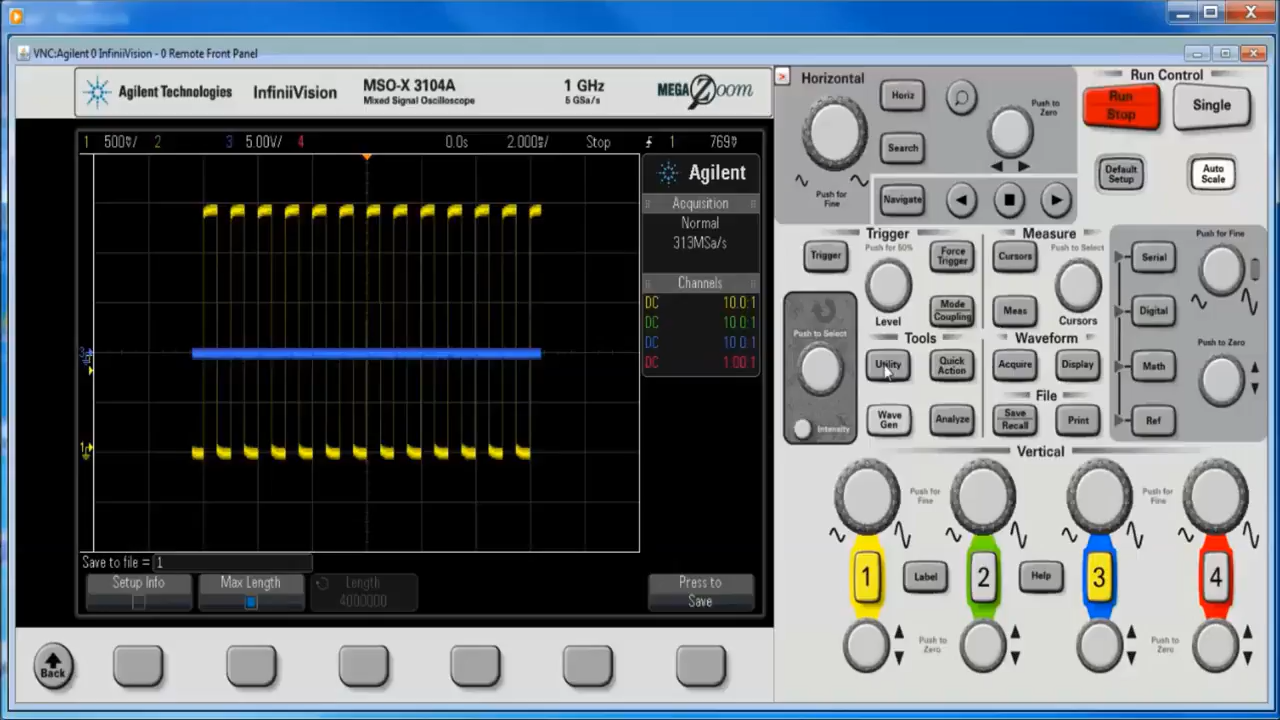 VNC:Agilent 0 InfiniiVision - 0 Remote Front Panel
Agilent Technologies
InfiniiVision
MSO-X 3104A
Mixed Signal Oscilloscope
1 GHz
5 GSa/s
MEGA Zoom
1 500▿/ 2 3 5.00V/ 4 0.0s 2.000▿/ Stop 1 769▿
Agilent
Acquisition
Normal
313MSa/s
Channels
DC 10.0:1
DC 10.0:1
DC 10.0:1
DC 1.00:1
3
1
Save to file = 1
Setup Info
Max Length
Length
4000000
Press to
Save
Back
Horizontal
Horiz
Search
Navigate
Push for
Fine
Push to
Zero
Run Control
Run
Stop
Single
Default
Setup
Auto
Scale
Trigger
Push for 50%
Trigger
Force
Trigger
Level
Mode
Coupling
Measure
Push to Select
Cursors
Meas
Cursors
Push to Select
Intensity
Tools
Utility
Quick
Action
Wave
Gen
Analyze
Waveform
Acquire
Display
File
Save
Recall
Print
Push for Fine
Serial
Digital
Push to Zero
Math
Ref
Vertical
Push for
Fine
Push for
Fine
1
Label
2
Help
3
4
Push to
Zero
Push to
Zero